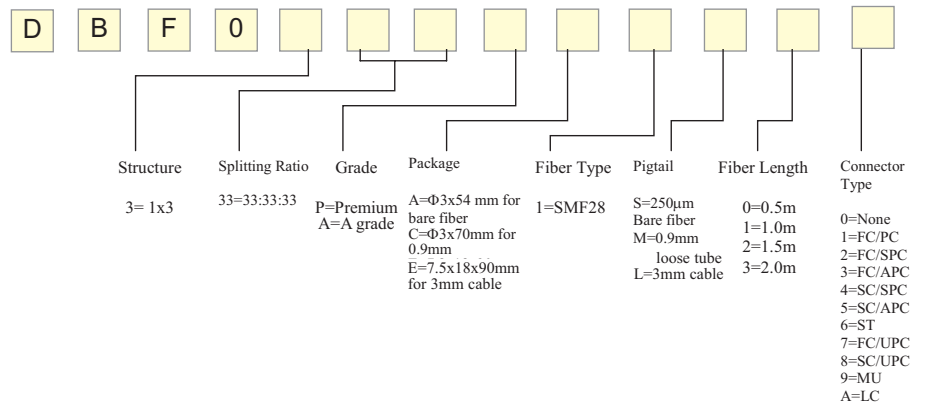 D B F 0
Structure
3= 1x3
Splitting Ratio
33=33:33:33
Grade
P=Premium
A=A grade
Package
A=Φ3x54 mm for
bare fiber
C=Φ3x70mm for
0.9mm
E=7.5x18x90mm
for 3mm cable
Fiber Type
1=SMF28
Pigtail
S=250μm
Bare fiber
M=0.9mm
loose tube
L=3mm cable
Fiber Length
0=0.5m
1=1.0m
2=1.5m
3=2.0m
Connector
Type
0=None
1=FC/PC
2=FC/SPC
3=FC/APC
4=SC/SPC
5=SC/APC
6=ST
7=FC/UPC
8=SC/UPC
9=MU
A=LC